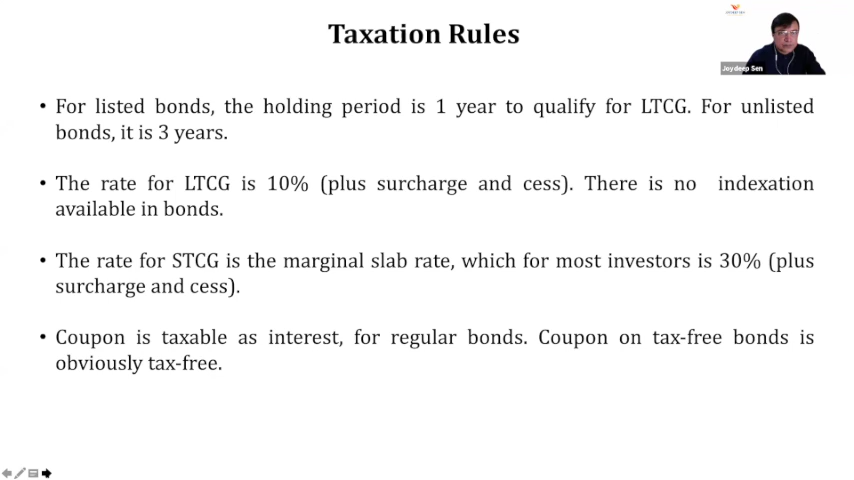 Taxation Rules
Joydeep Sen
• For listed bonds, the holding period is 1 year to qualify for LTCG. For unlisted
bonds, it is 3 years.
• The rate for LTCG is 10% (plus surcharge and cess). There is no indexation
available in bonds.
• The rate for STCG is the marginal slab rate, which for most investors is 30% (plus
surcharge and cess).
• Coupon is taxable as interest, for regular bonds. Coupon on tax-free bonds is
obviously tax-free.